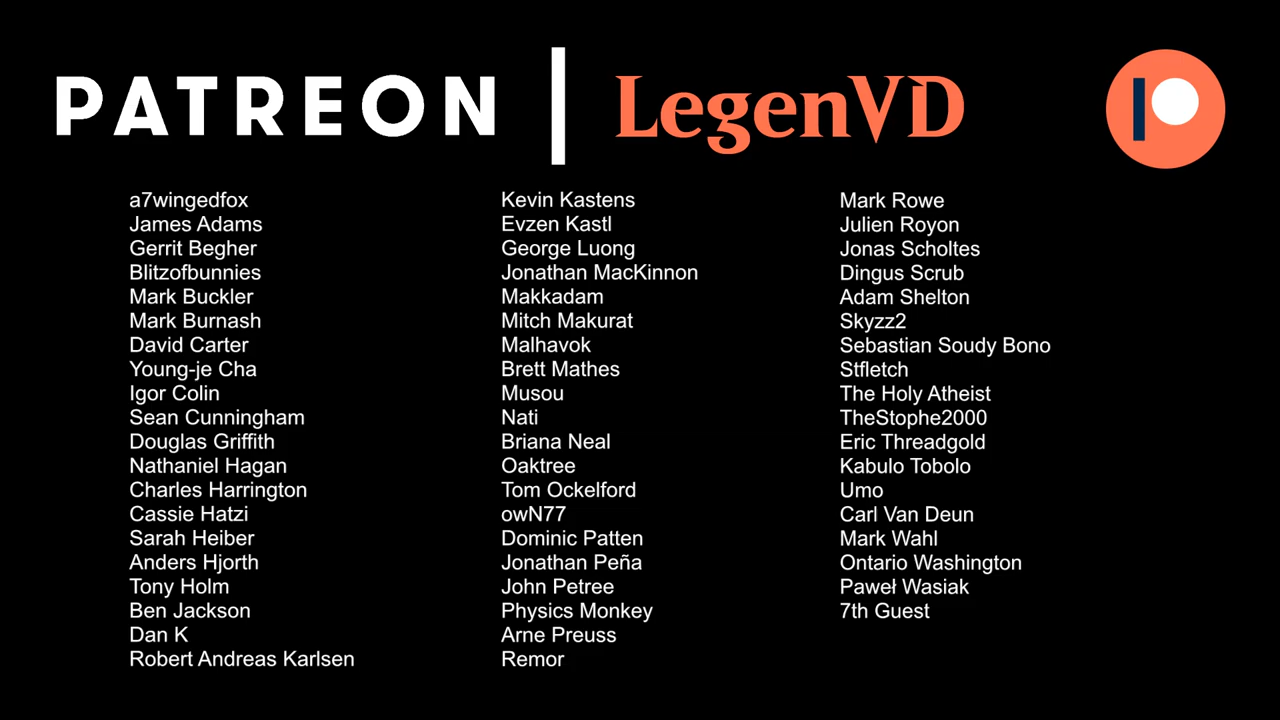 PATREON | LegenVD
a7wingedfox
James Adams
Gerrit Begher
Blitzofbunnies
Mark Buckler
Mark Burnash
David Carter
Young-je Cha
Igor Colin
Sean Cunningham
Douglas Griffith
Nathaniel Hagan
Charles Harrington
Cassie Hatzi
Sarah Heiber
Anders Hjorth
Tony Holm
Ben Jackson
Dan K
Robert Andreas Karlsen
Kevin Kastens
Evzen Kastl
George Luong
Jonathan MacKinnon
Makkadam
Mitch Makurat
Malhavok
Brett Mathes
Musou
Nati
Briana Neal
Oaktree
Tom Ockelford
owN77
Dominic Patten
Jonathan Peña
John Petree
Physics Monkey
Arne Preuss
Remor
Mark Rowe
Julien Royon
Jonas Scholtes
Dingus Scrub
Adam Shelton
Skyzz2
Sebastian Soudy Bono
Stfletch
The Holy Atheist
TheStophe2000
Eric Threadgold
Kabulo Tobolo
Umo
Carl Van Deun
Mark Wahl
Ontario Washington
Paweł Wasiak
7th Guest